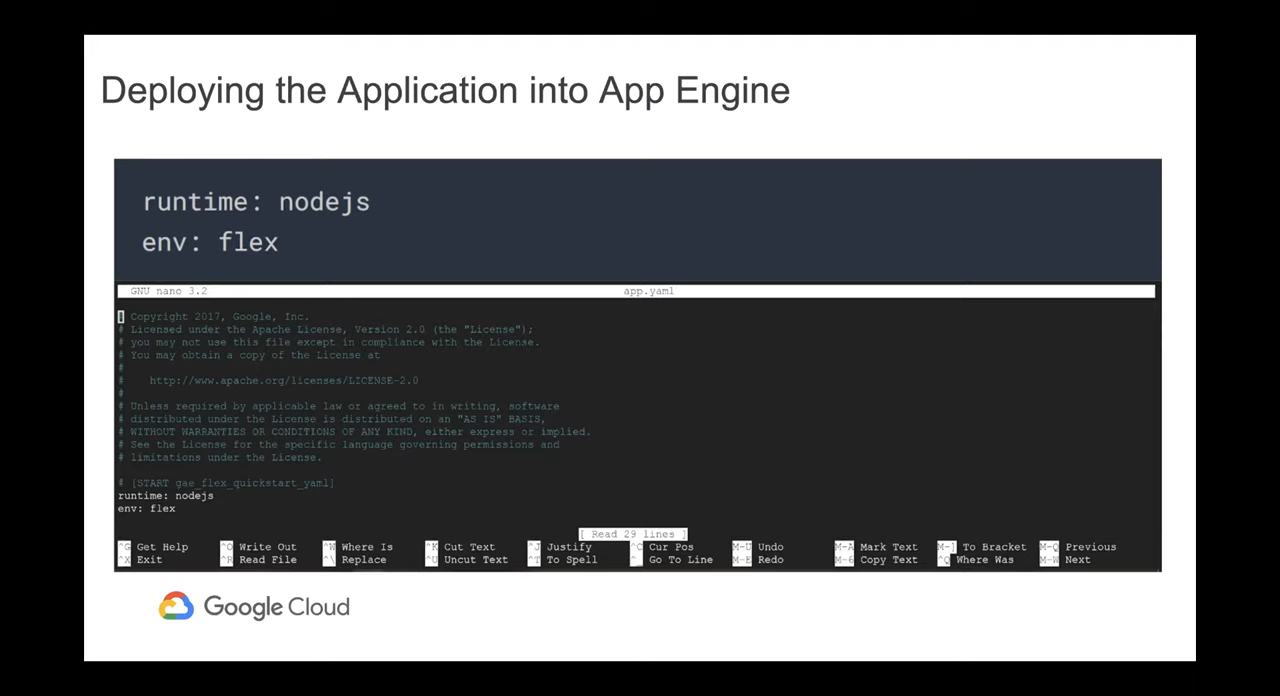 Deploying the Application into App Engine
runtime: nodejs
env: flex
GNU nano 3.2 app.yaml
Copyright 2017, Google, Inc.
# Licensed under the Apache License, Version 2.0 (the "License");
# you may not use this file except in compliance with the License.
# You may obtain a copy of the License at
#
# http://www.apache.org/licenses/LICENSE-2.0
#
# Unless required by applicable law or agreed to in writing, software
# distributed under the License is distributed on an "AS IS" BASIS,
# WITHOUT WARRANTIES OR CONDITIONS OF ANY KIND, either express or implied.
# See the License for the specific language governing permissions and
# limitations under the License.
# [START gae_flex_quickstart_yaml]
runtime: nodejs
env: flex
[ Read 29 lines ]
^G Get Help ^O Write Out ^W Where Is ^K Cut Text ^J Justify ^C Cur Pos M-U Undo M-A Mark Text M-] To Bracket M-Q Previous
^X Exit ^R Read File ^\ Replace ^U Uncut Text ^T To Spell ^_ Go To Line M-E Redo M-6 Copy Text ^Q Where Was M-W Next
Google Cloud